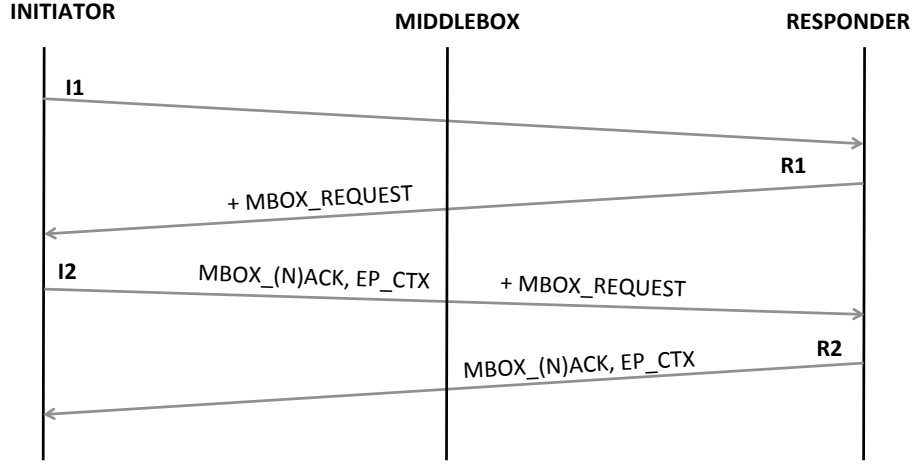 INITIATOR
MIDDLEBOX
RESPONDER
I1
R1
+ MBOX_REQUEST
I2
MBOX_(N)ACK, EP_CTX
+ MBOX_REQUEST
R2
MBOX_(N)ACK, EP_CTX